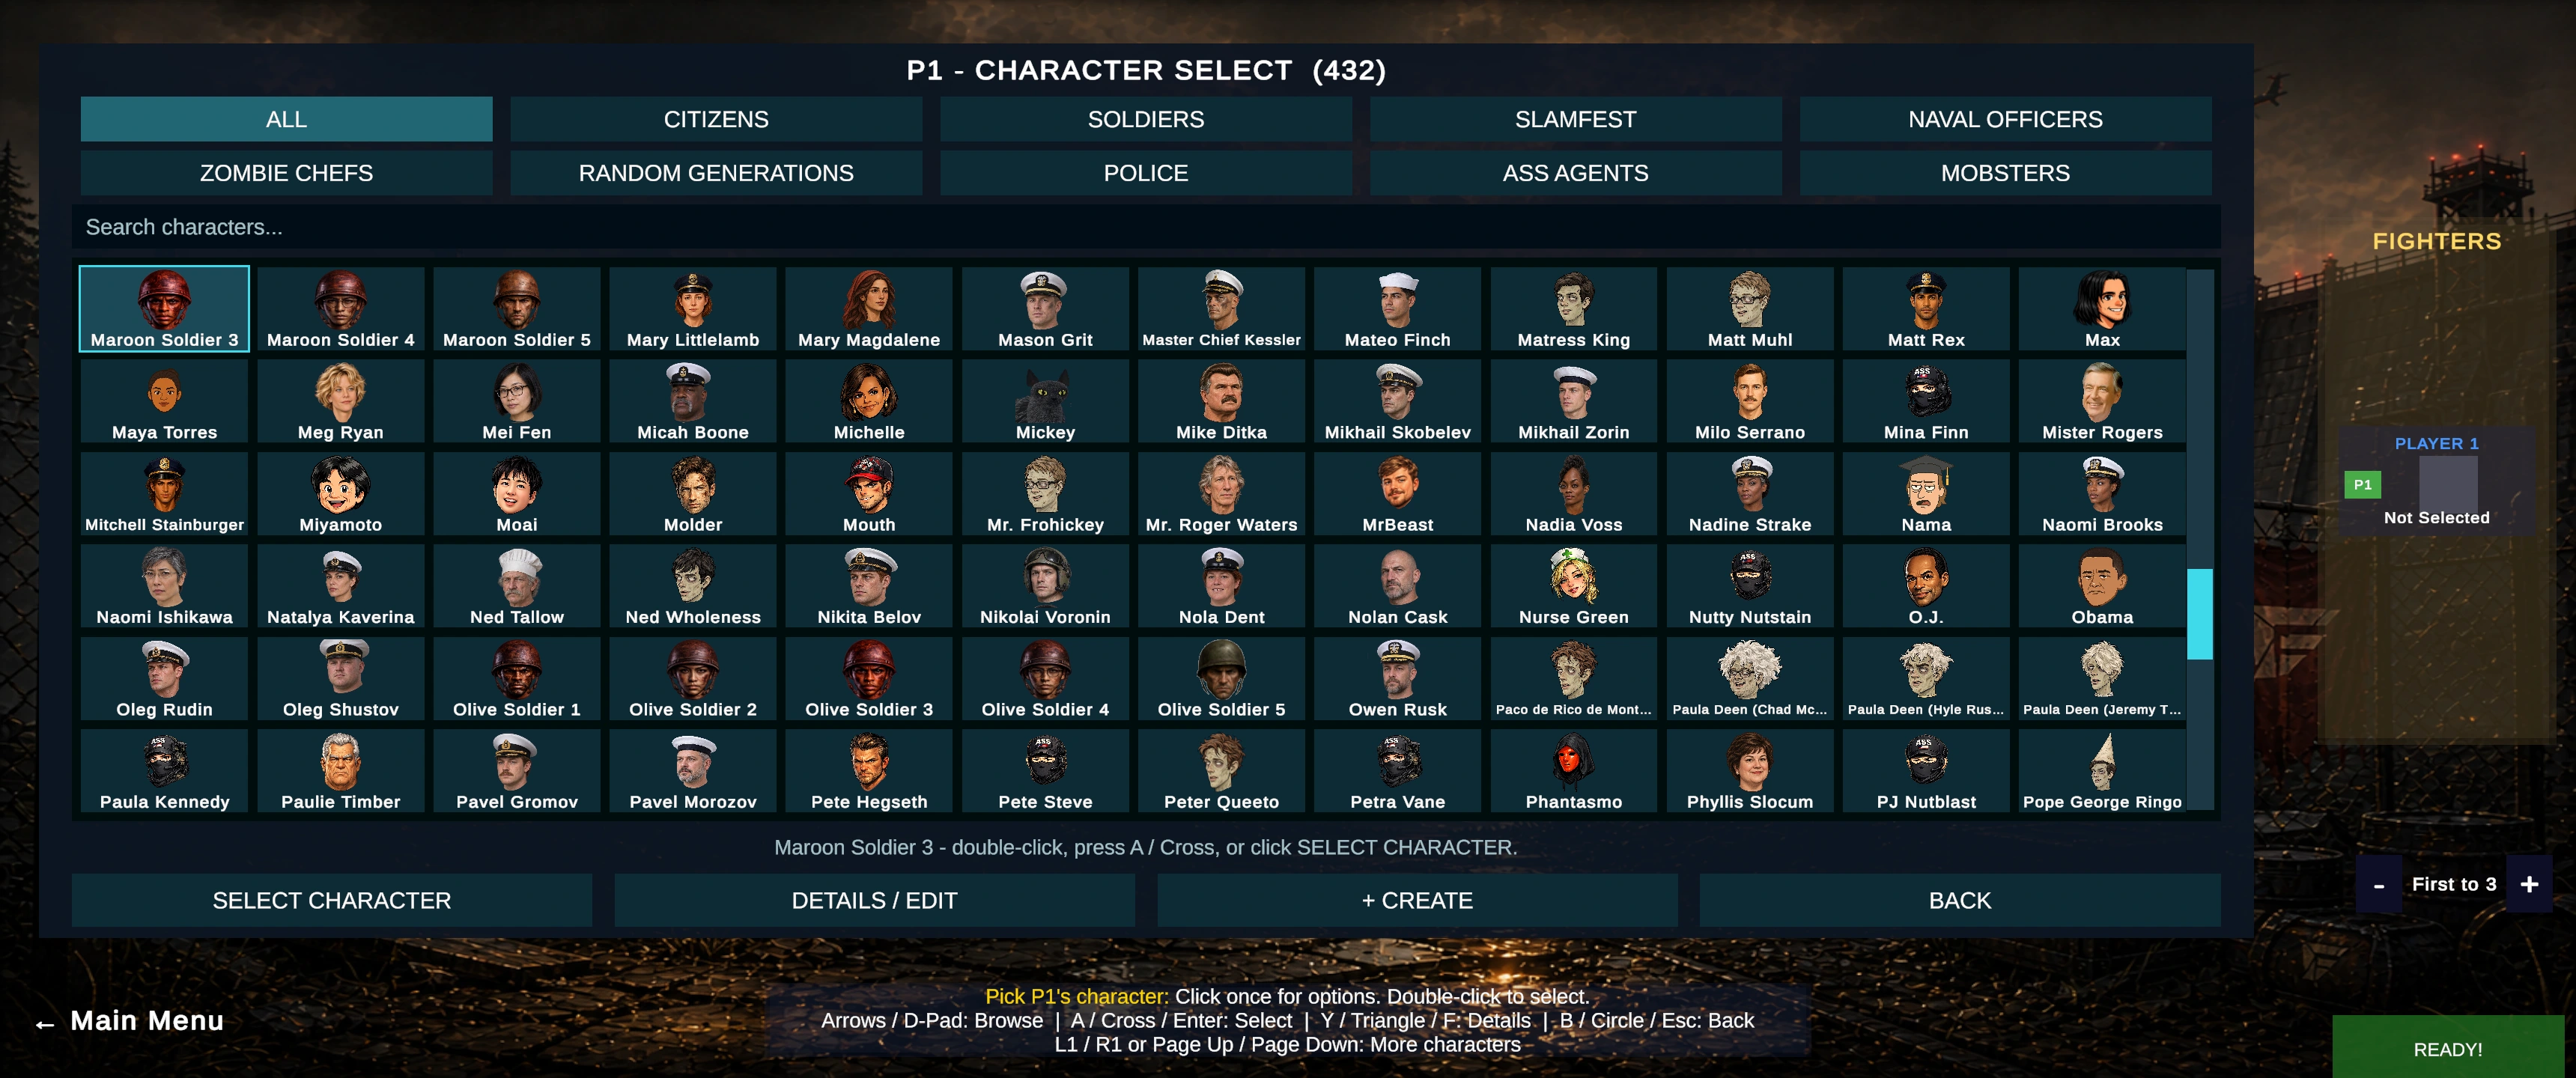 P1 - CHARACTER SELECT (432)
ALL CITIZENS SOLDIERS SLAMFEST NAVAL OFFICERS
ZOMBIE CHEFS RANDOM GENERATIONS POLICE ASS AGENTS MOBSTERS
Search characters...
FIGHTERS
Maroon Soldier 3 Maroon Soldier 4 Maroon Soldier 5 Mary Littlelamb Mary Magdalene Mason Grit Master Chief Kessler Mateo Finch Matress King Matt Muhl Matt Rex Max
Maya Torres Meg Ryan Mei Fen Micah Boone Michelle Mickey Mike Ditka Mikhail Skobelev Mikhail Zorin Milo Serrano Mina Finn Mister Rogers
PLAYER 1
P1
Not Selected
Mitchell Stainburger Miyamoto Moai Molder Mouth Mr. Frohickey Mr. Roger Waters MrBeast Nadia Voss Nadine Strake Nama Naomi Brooks
Naomi Ishikawa Natalya Kaverina Ned Tallow Ned Wholeness Nikita Belov Nikolai Voronin Nola Dent Nolan Cask Nurse Green Nutty Nutstain O.J. Obama
Oleg Rudin Oleg Shustov Olive Soldier 1 Olive Soldier 2 Olive Soldier 3 Olive Soldier 4 Olive Soldier 5 Owen Rusk Paco de Rico de Mont... Paula Deen (Chad Mc... Paula Deen (Hyle Rus... Paula Deen (Jeremy T...
Paula Kennedy Paulie Timber Pavel Gromov Pavel Morozov Pete Hegseth Pete Steve Peter Queeto Petra Vane Phantasmo Phyllis Slocum PJ Nutblast Pope George Ringo
Maroon Soldier 3 - double-click, press A / Cross, or click SELECT CHARACTER.
SELECT CHARACTER DETAILS / EDIT + CREATE BACK
- First to 3 +
Pick P1's character: Click once for options. Double-click to select.
Arrows / D-Pad: Browse | A / Cross / Enter: Select | Y / Triangle / F: Details | B / Circle / Esc: Back
L1 / R1 or Page Up / Page Down: More characters
← Main Menu
READY!